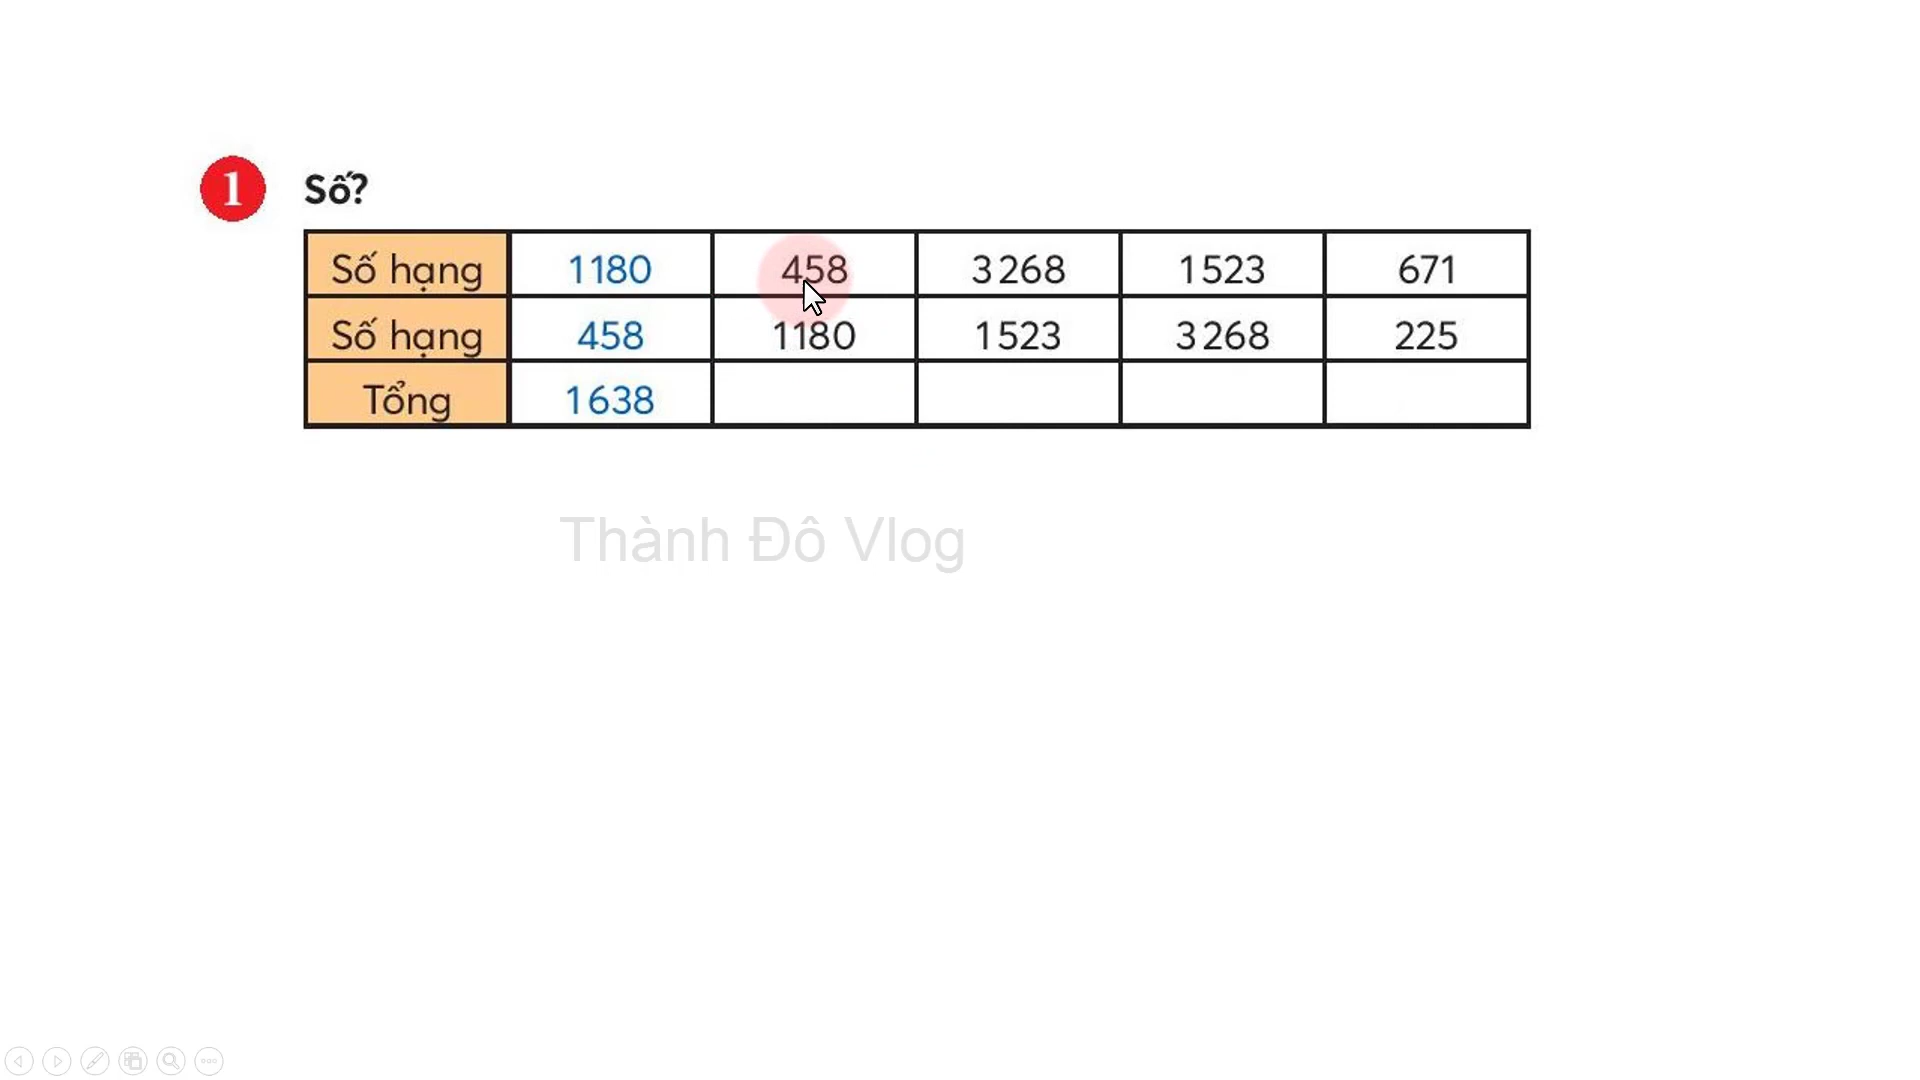 1 Số?
Số hạng 1180 458 3268 1523 671
Số hạng 458 1180 1523 3268 225
Tổng 1638
Thành Đô Vlog